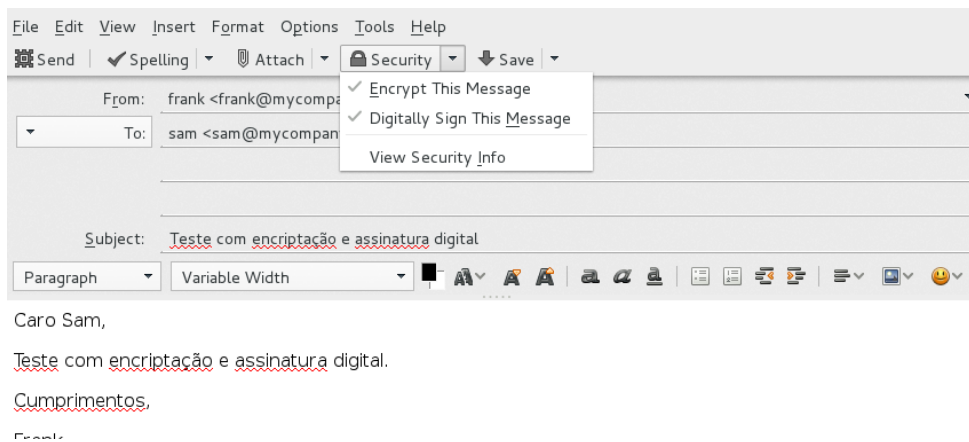 File Edit View Insert Format Options Tools Help
Send Spelling Attach Security Save
Encrypt This Message
From: frank <frank@mycompa
Digitally Sign This Message
To: sam <sam@mycompan
View Security Info
Subject: Teste com encriptação e assinatura digital
Paragraph Variable Width
Caro Sam,
Teste com encriptação e assinatura digital.
Cumprimentos,
Frank